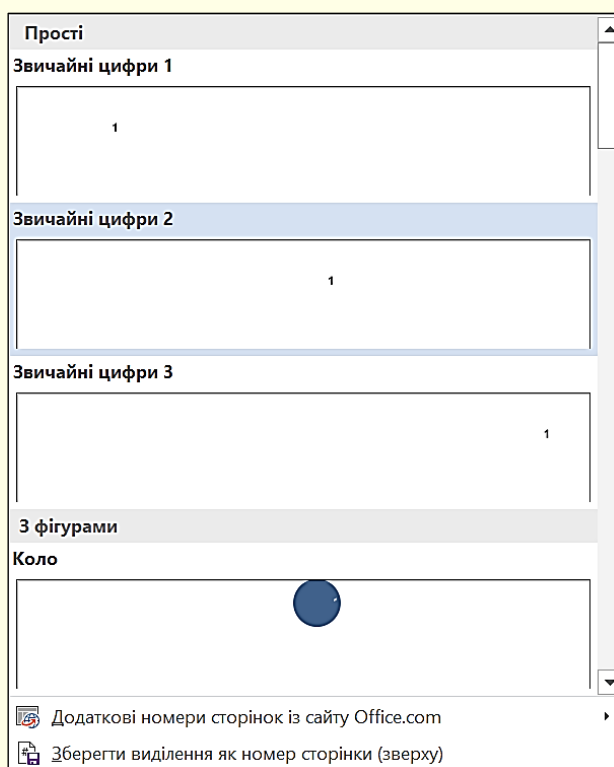 Прості
Звичайні цифри 1
1
Звичайні цифри 2
1
Звичайні цифри 3
1
З фігурами
Коло
Додаткові номери сторінок із сайту Office.com
Зберегти виділення як номер сторінки (зверху)